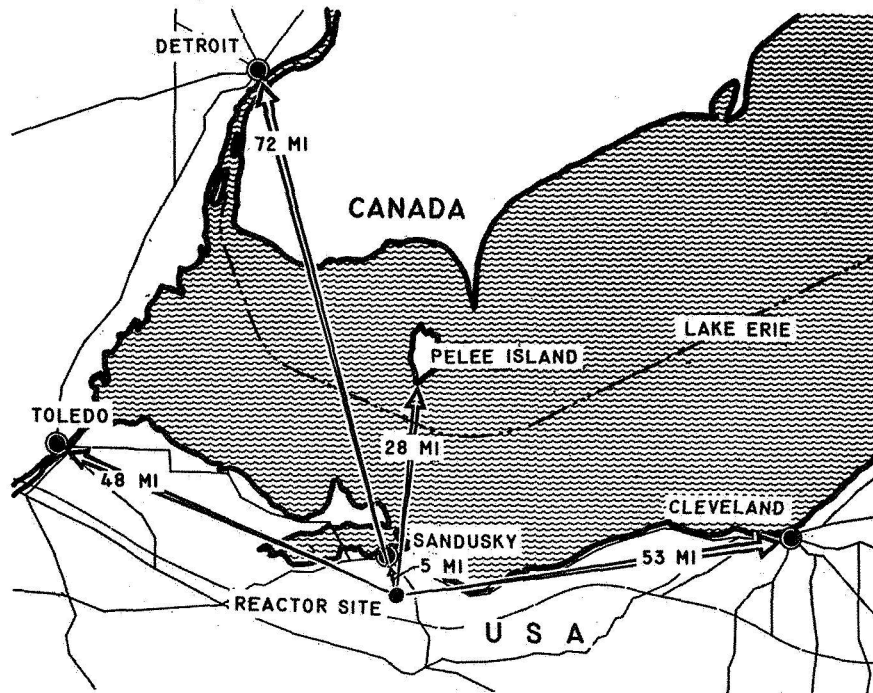 DETROIT
72 MI
CANADA
LAKE ERIE
PELEE ISLAND
TOLEDO
28 MI
48 MI
CLEVELAND
SANDUSKY
53 MI
5 MI
REACTOR SITE
U S A